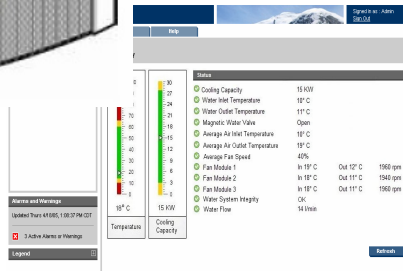 Signed in as : Admin
Sign Out
Help
Status
Cooling Capacity 15 KW
Water Inlet Temperature 10° C
Water Outlet Temperature 11° C
Magnetic Water Valve Open
Average Air Inlet Temperature 10° C
Average Air Outlet Temperature 19° C
Average Fan Speed 40%
Fan Module 1 In 19° C Out 12° C 1960 rpm
Fan Module 2 In 18° C Out 11° C 1940 rpm
Fan Module 3 In 18° C Out 11° C 1960 rpm
Water System Integrity OK
Water Flow 14 l/min
70
60
50
40
30
20
10
0
18° C
Temperature
30
27
24
21
18
15
12
9
6
3
0
15 KW
Cooling
Capacity
Alarms and Warnings
Updated Thurs 4/18/05, 1:08:37 PM CDT
3 Active Alarms or Warnings
Legend
Refresh